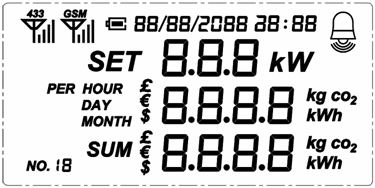 433 GSM 88/88/2088 28:88
SET 8.8.8 kW
PER HOUR £ 8.8.8.8 kg co₂
DAY € kWh
MONTH $
SUM £ € $ 8.8.8.8 kg co₂
kWh
NO. 18